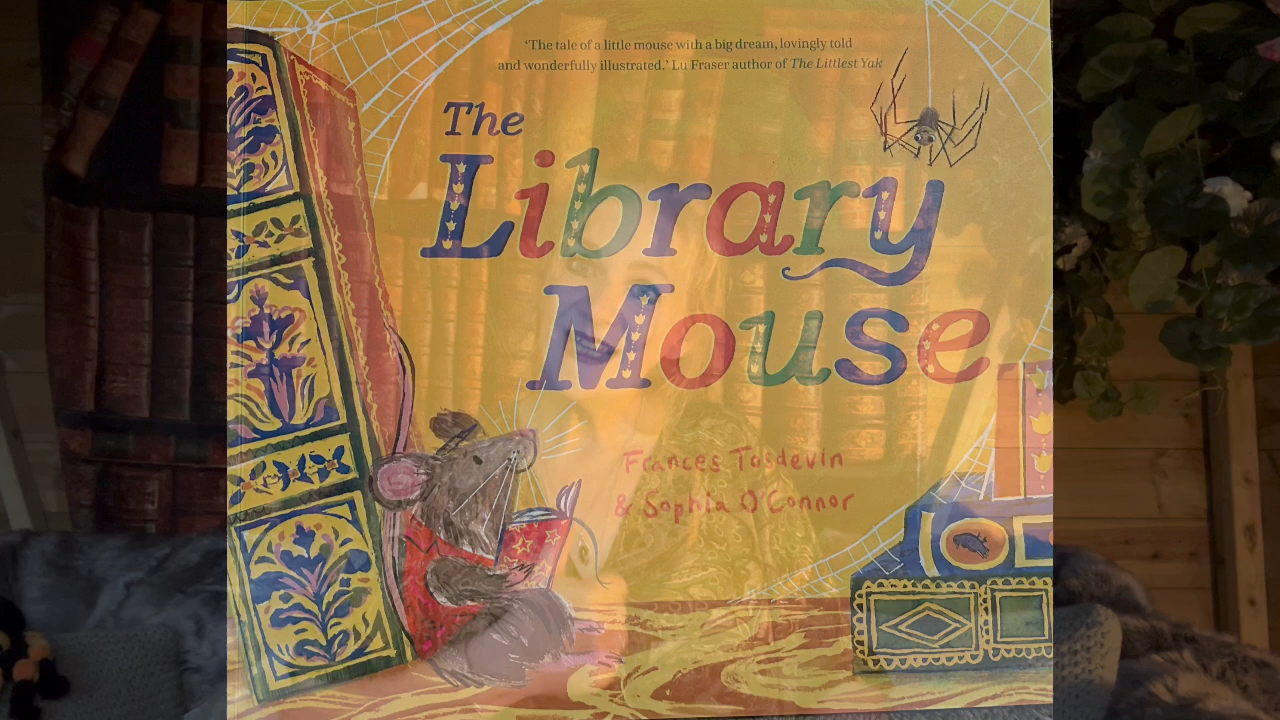 'The tale of a little mouse with a big dream, lovingly told
and wonderfully illustrated.' Lu Fraser author of The Littlest Yak
The
Library
Mouse
Frances Tosdevin
& Sophia O'Connor